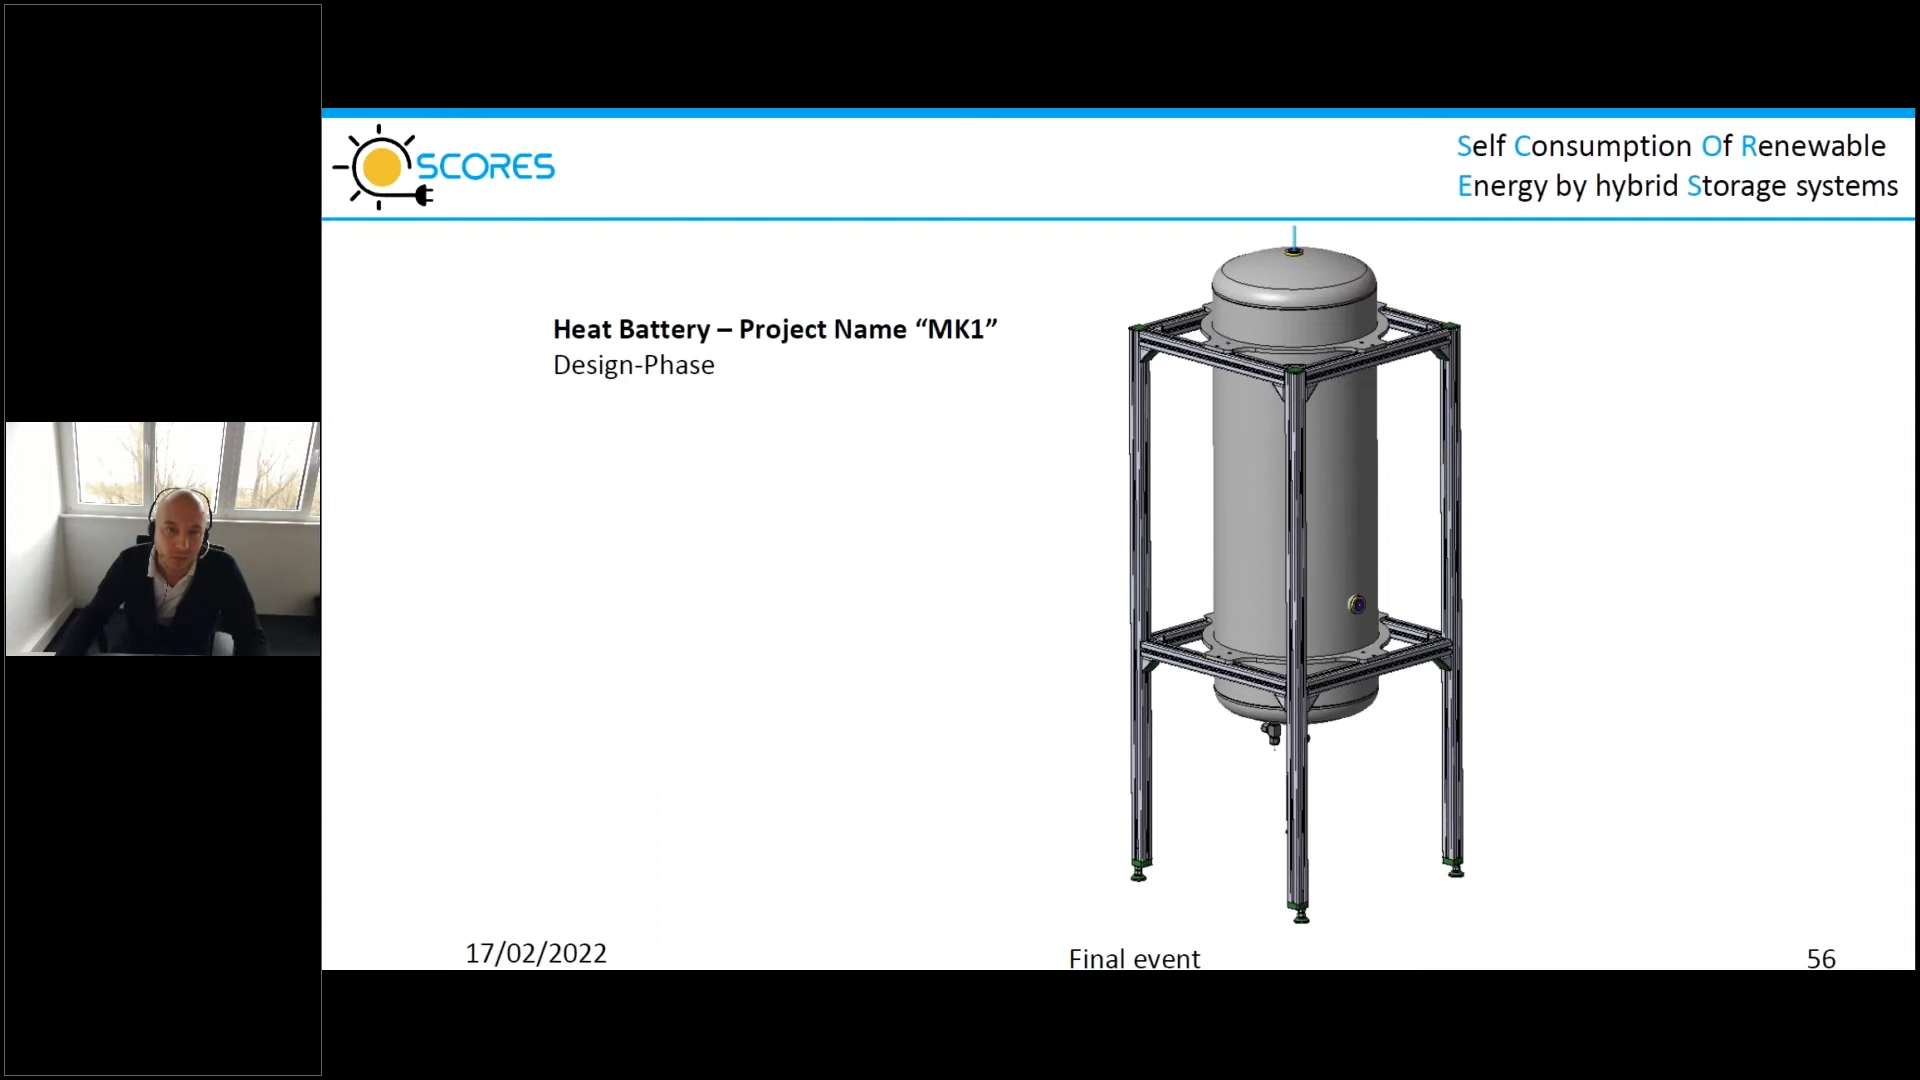 SCORES
Self Consumption Of Renewable
Energy by hybrid Storage systems
Heat Battery – Project Name “MK1”
Design-Phase
17/02/2022
Final event
56